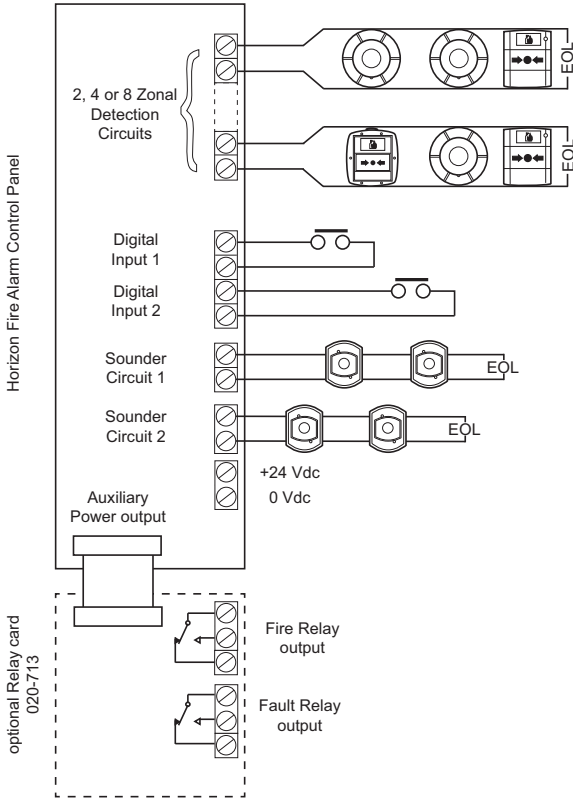 Horizon Fire Alarm Control Panel
2, 4 or 8 Zonal
Detection
Circuits
EOL
EOL
Digital
Input 1
Digital
Input 2
Sounder
Circuit 1
EOL
Sounder
Circuit 2
EOL
+24 Vdc
0 Vdc
Auxiliary
Power output
optional Relay card
020-713
Fire Relay
output
Fault Relay
output